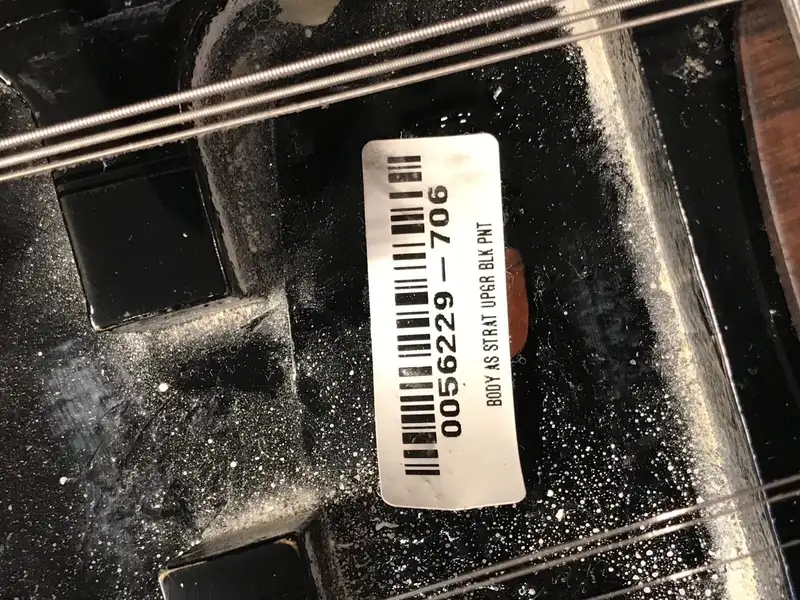 0056229-706
BODY AS STRAT UPGR BLK PNT